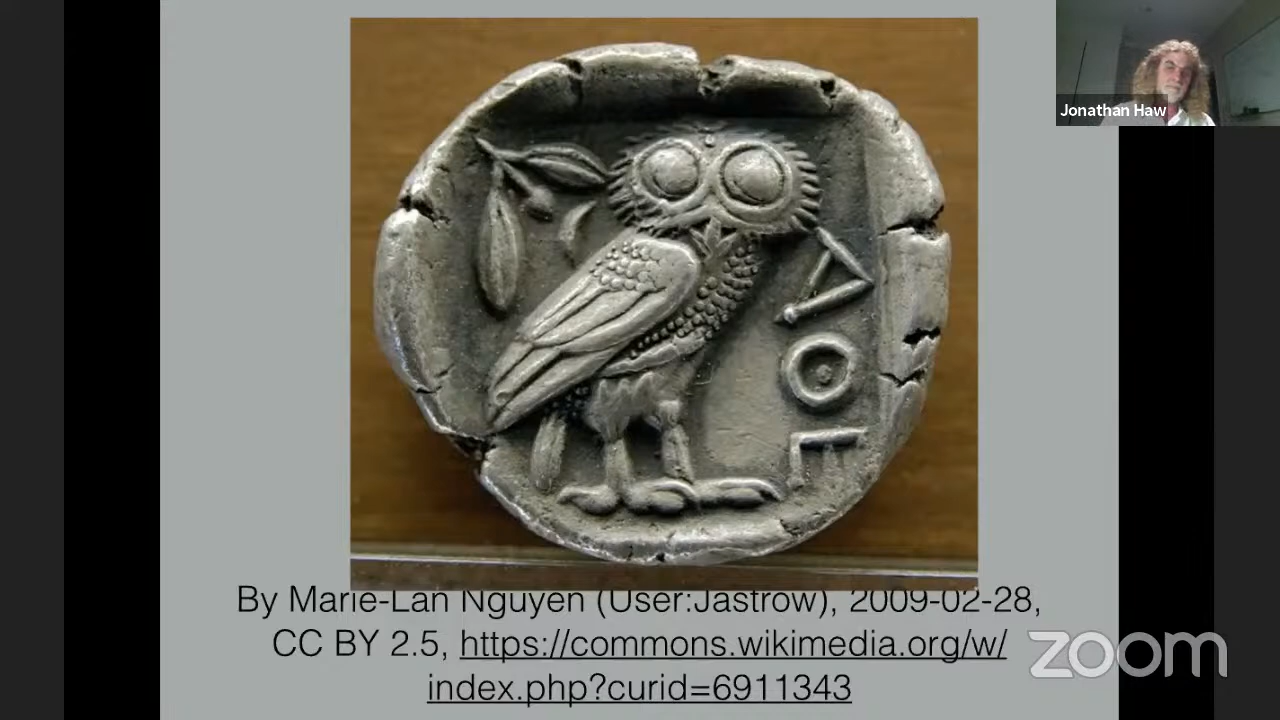 Jonathan Haw
ΑΘΕ
By Marie-Lan Nguyen (User:Jastrow), 2009-02-28,
CC BY 2.5, https://commons.wikimedia.org/w/
index.php?curid=6911343
zoom